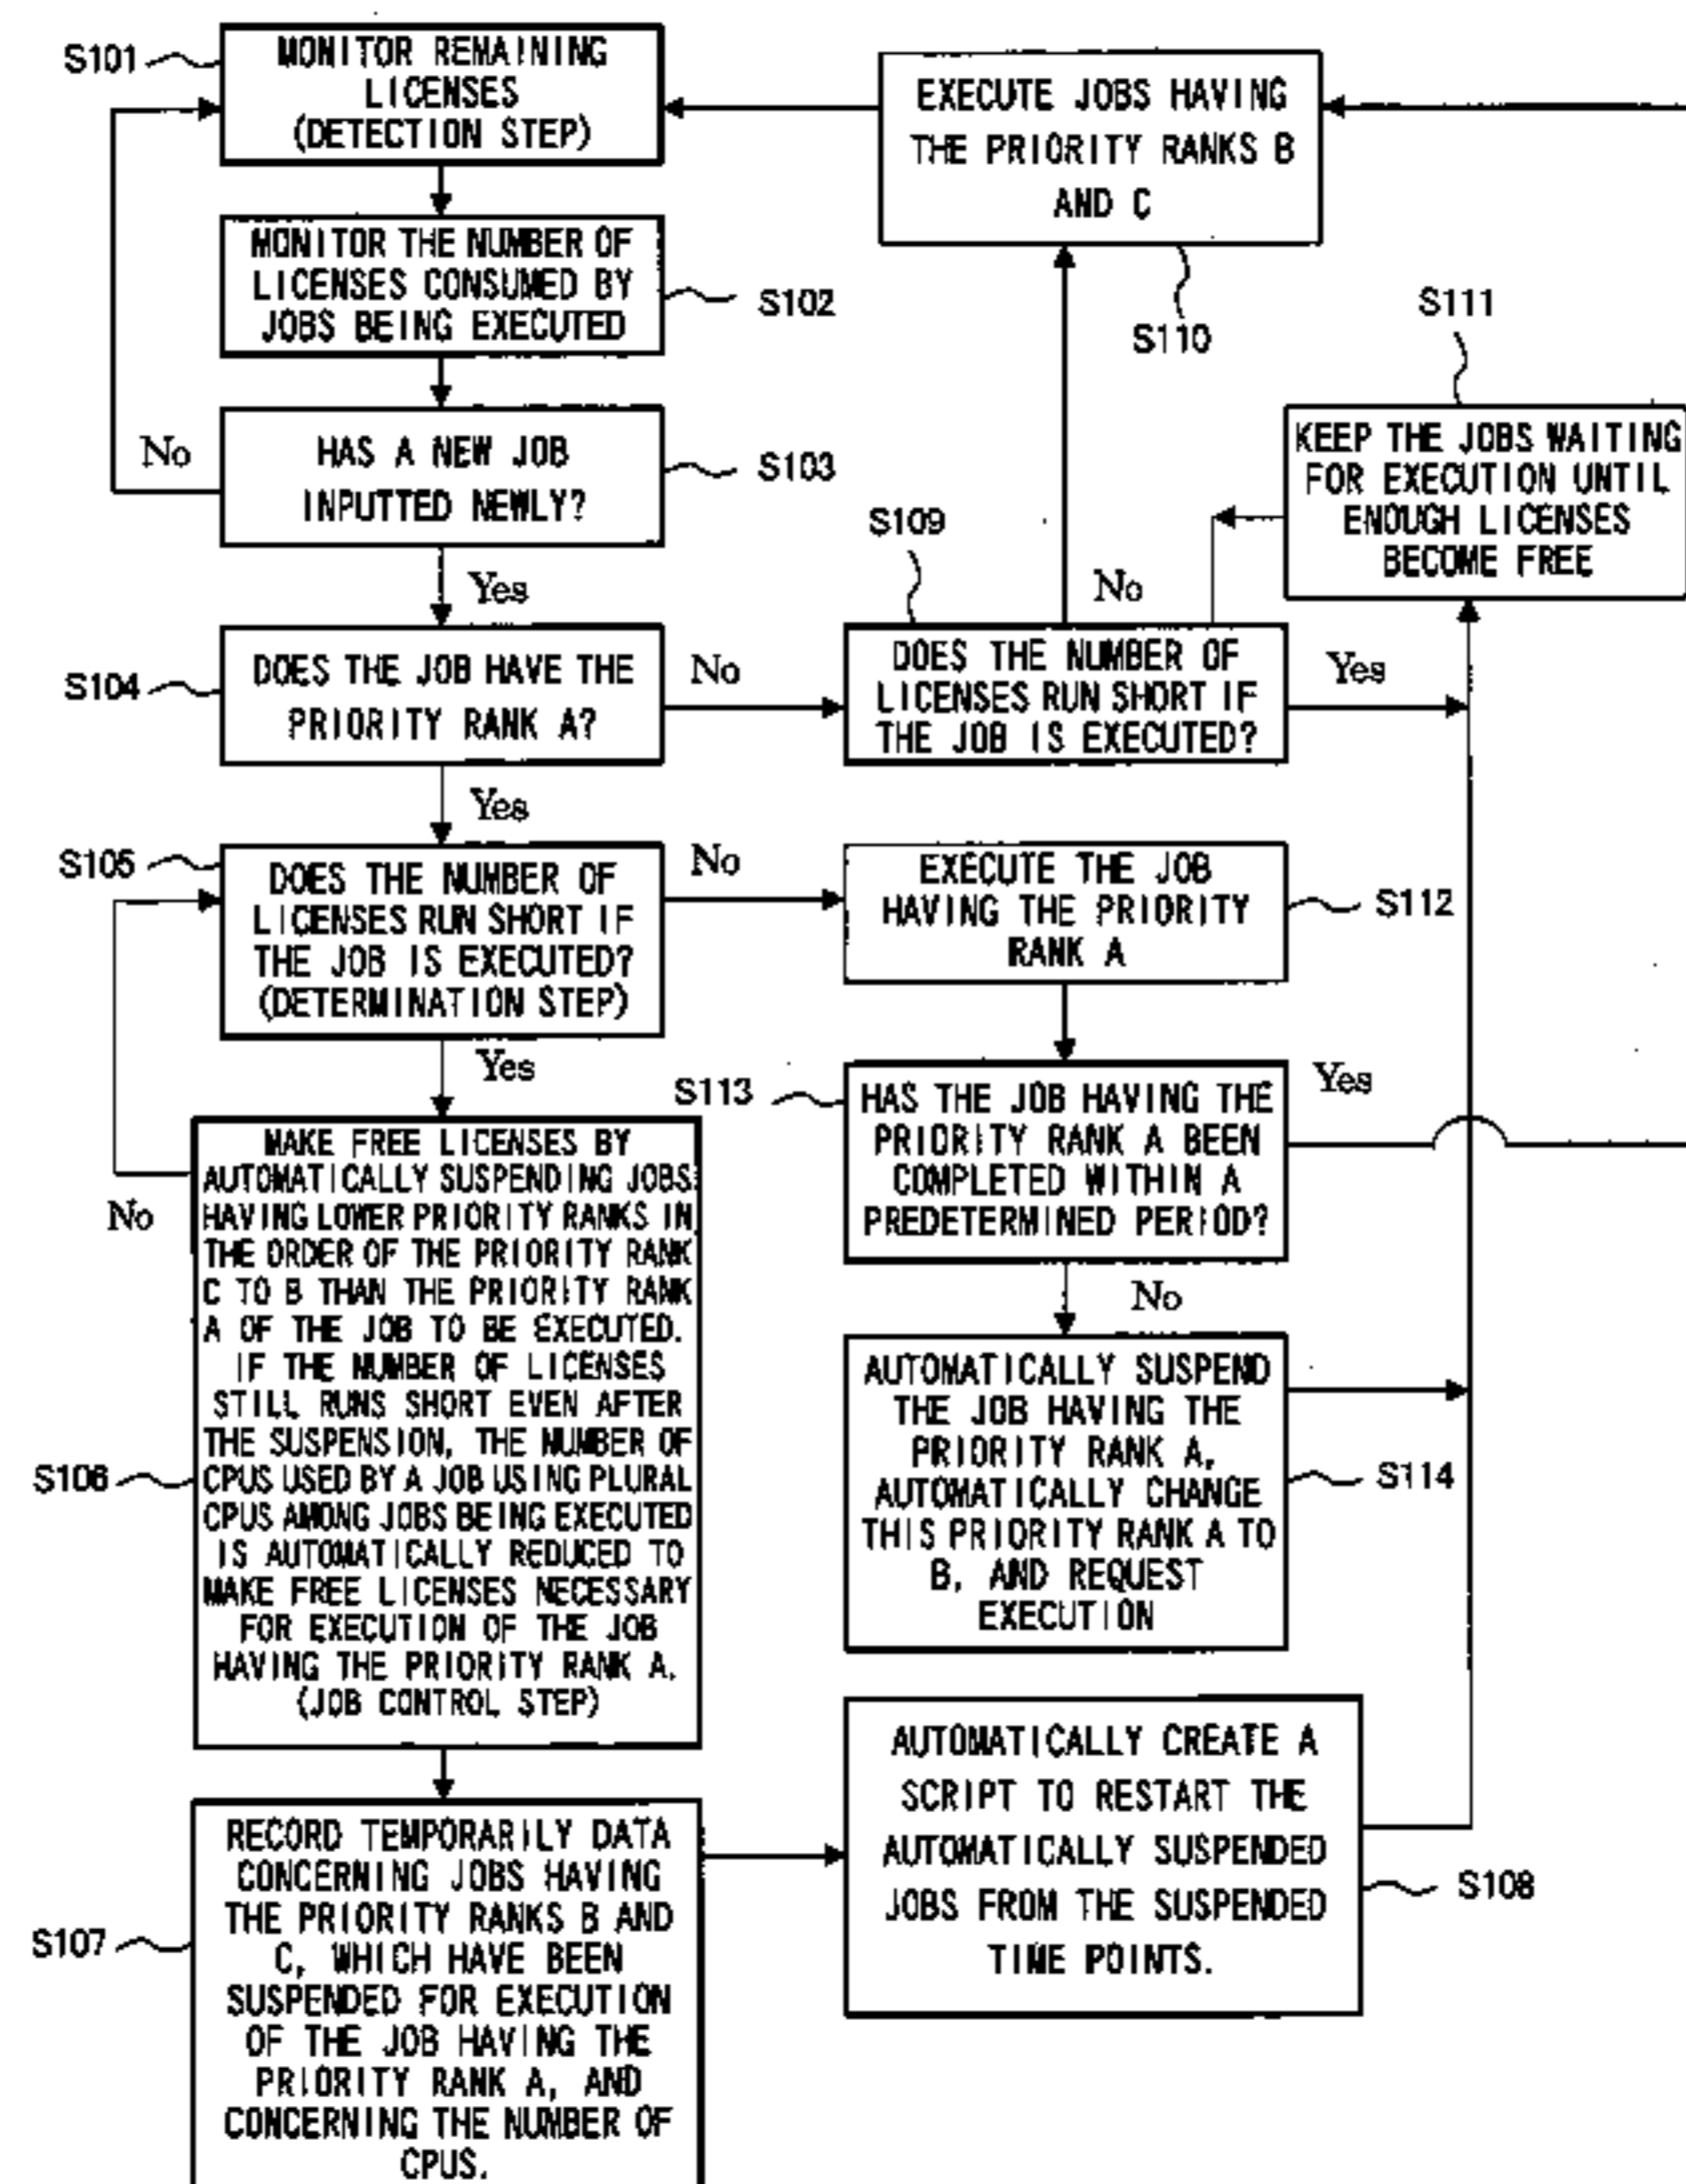 S101
MONITOR REMAINING
LICENSES
(DETECTION STEP)
EXECUTE JOBS HAVING
THE PRIORITY RANKS B
AND C
S110
MONITOR THE NUMBER OF
LICENSES CONSUMED BY
JOBS BEING EXECUTED
S102
S111
KEEP THE JOBS WAITING
FOR EXECUTION UNTIL
ENOUGH LICENSES
BECOME FREE
No
HAS A NEW JOB
INPUTTED NEWLY?
S103
Yes
S109
No
S104
DOES THE JOB HAVE THE
PRIORITY RANK A?
No
DOES THE NUMBER OF
LICENSES RUN SHORT IF
THE JOB IS EXECUTED?
Yes
Yes
S105
DOES THE NUMBER OF
LICENSES RUN SHORT IF
THE JOB IS EXECUTED?
(DETERMINATION STEP)
No
EXECUTE THE JOB
HAVING THE PRIORITY
RANK A
S112
Yes
S113
HAS THE JOB HAVING THE
PRIORITY RANK A BEEN
COMPLETED WITHIN A
PREDETERMINED PERIOD?
Yes
No
No
S106
MAKE FREE LICENSES BY
AUTOMATICALLY SUSPENDING JOBS
HAVING LOWER PRIORITY RANKS IN
THE ORDER OF THE PRIORITY RANK
C TO B THAN THE PRIORITY RANK
A OF THE JOB TO BE EXECUTED.
IF THE NUMBER OF LICENSES
STILL RUNS SHORT EVEN AFTER
THE SUSPENSION, THE NUMBER OF
CPUS USED BY A JOB USING PLURAL
CPUS AMONG JOBS BEING EXECUTED
IS AUTOMATICALLY REDUCED TO
MAKE FREE LICENSES NECESSARY
FOR EXECUTION OF THE JOB
HAVING THE PRIORITY RANK A.
(JOB CONTROL STEP)
AUTOMATICALLY SUSPEND
THE JOB HAVING THE
PRIORITY RANK A,
AUTOMATICALLY CHANGE
THIS PRIORITY RANK A TO
B, AND REQUEST
EXECUTION
S114
S107
RECORD TEMPORARILY DATA
CONCERNING JOBS HAVING
THE PRIORITY RANKS B AND
C, WHICH HAVE BEEN
SUSPENDED FOR EXECUTION
OF THE JOB HAVING THE
PRIORITY RANK A, AND
CONCERNING THE NUMBER OF
CPUS.
AUTOMATICALLY CREATE A
SCRIPT TO RESTART THE
AUTOMATICALLY SUSPENDED
JOBS FROM THE SUSPENDED
TIME POINTS.
S108